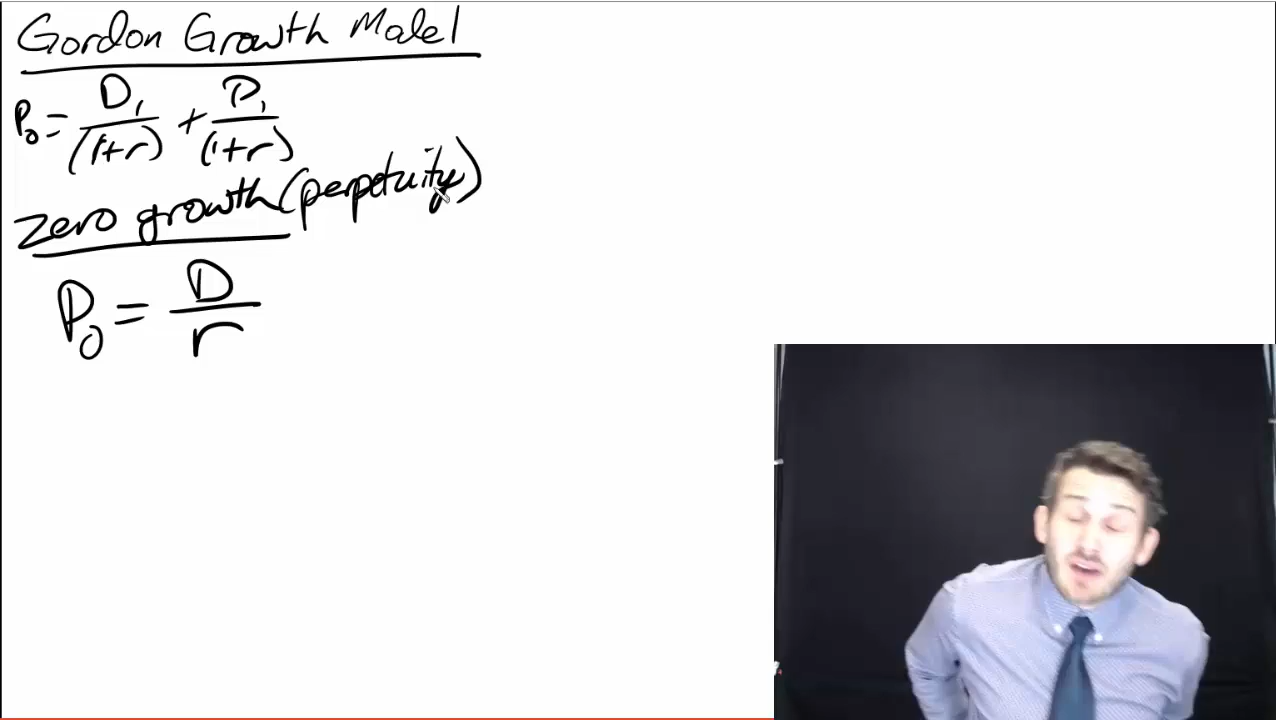 Gordon Growth Model
P₀ = D₁/(1+r) + P₁/(1+r)
zero growth (perpetuity)
P₀ = D/r